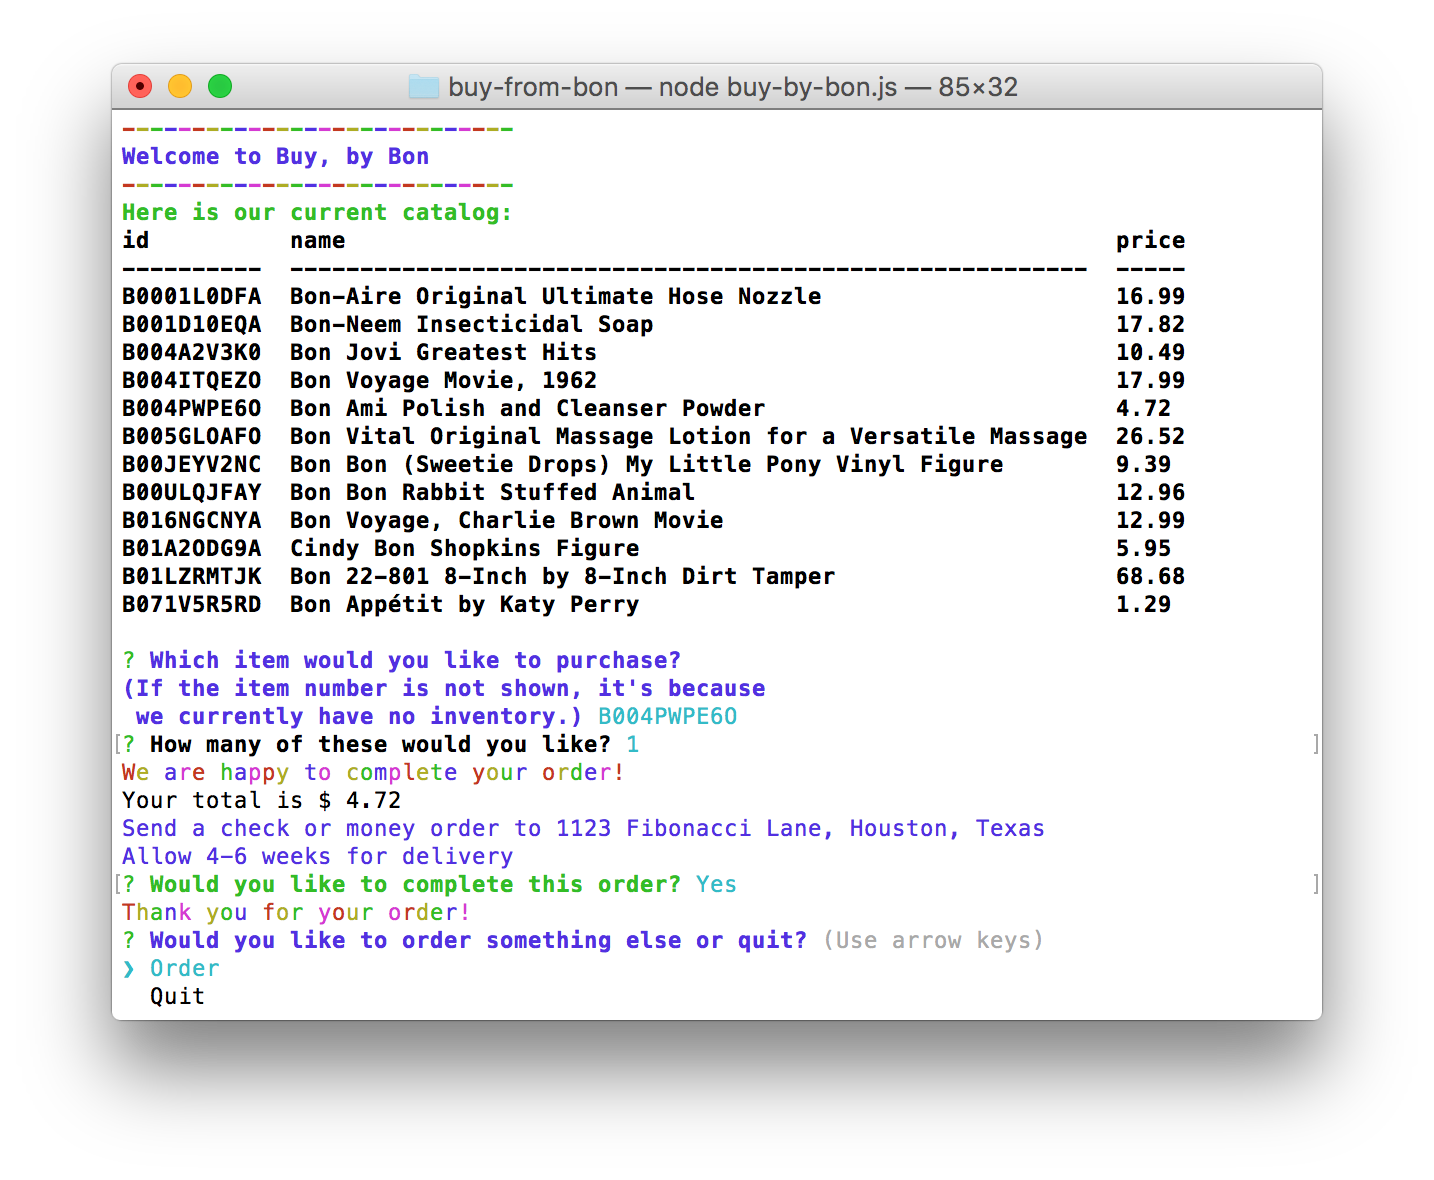 buy-from-bon — node buy-by-bon.js — 85×32
----------------------------
Welcome to Buy, by Bon
----------------------------
Here is our current catalog:
id          name                                                       price
----------  ---------------------------------------------------------  -----
B0001L0DFA  Bon-Aire Original Ultimate Hose Nozzle                     16.99
B001D10EQA  Bon-Neem Insecticidal Soap                                 17.82
B004A2V3K0  Bon Jovi Greatest Hits                                     10.49
B004ITQEZO  Bon Voyage Movie, 1962                                     17.99
B004PWPE6O  Bon Ami Polish and Cleanser Powder                         4.72
B005GLOAFO  Bon Vital Original Massage Lotion for a Versatile Massage  26.52
B00JEYV2NC  Bon Bon (Sweetie Drops) My Little Pony Vinyl Figure        9.39
B00ULQJFAY  Bon Bon Rabbit Stuffed Animal                              12.96
B016NGCNYA  Bon Voyage, Charlie Brown Movie                            12.99
B01A2ODG9A  Cindy Bon Shopkins Figure                                  5.95
B01LZRMTJK  Bon 22-801 8-Inch by 8-Inch Dirt Tamper                    68.68
B071V5R5RD  Bon Appétit by Katy Perry                                  1.29
? Which item would you like to purchase?
(If the item number is not shown, it's because
 we currently have no inventory.) B004PWPE6O
[? How many of these would you like? 1 ]
We are happy to complete your order!
Your total is $ 4.72
Send a check or money order to 1123 Fibonacci Lane, Houston, Texas
Allow 4-6 weeks for delivery
[? Would you like to complete this order? Yes ]
Thank you for your order!
? Would you like to order something else or quit? (Use arrow keys)
❯ Order
  Quit